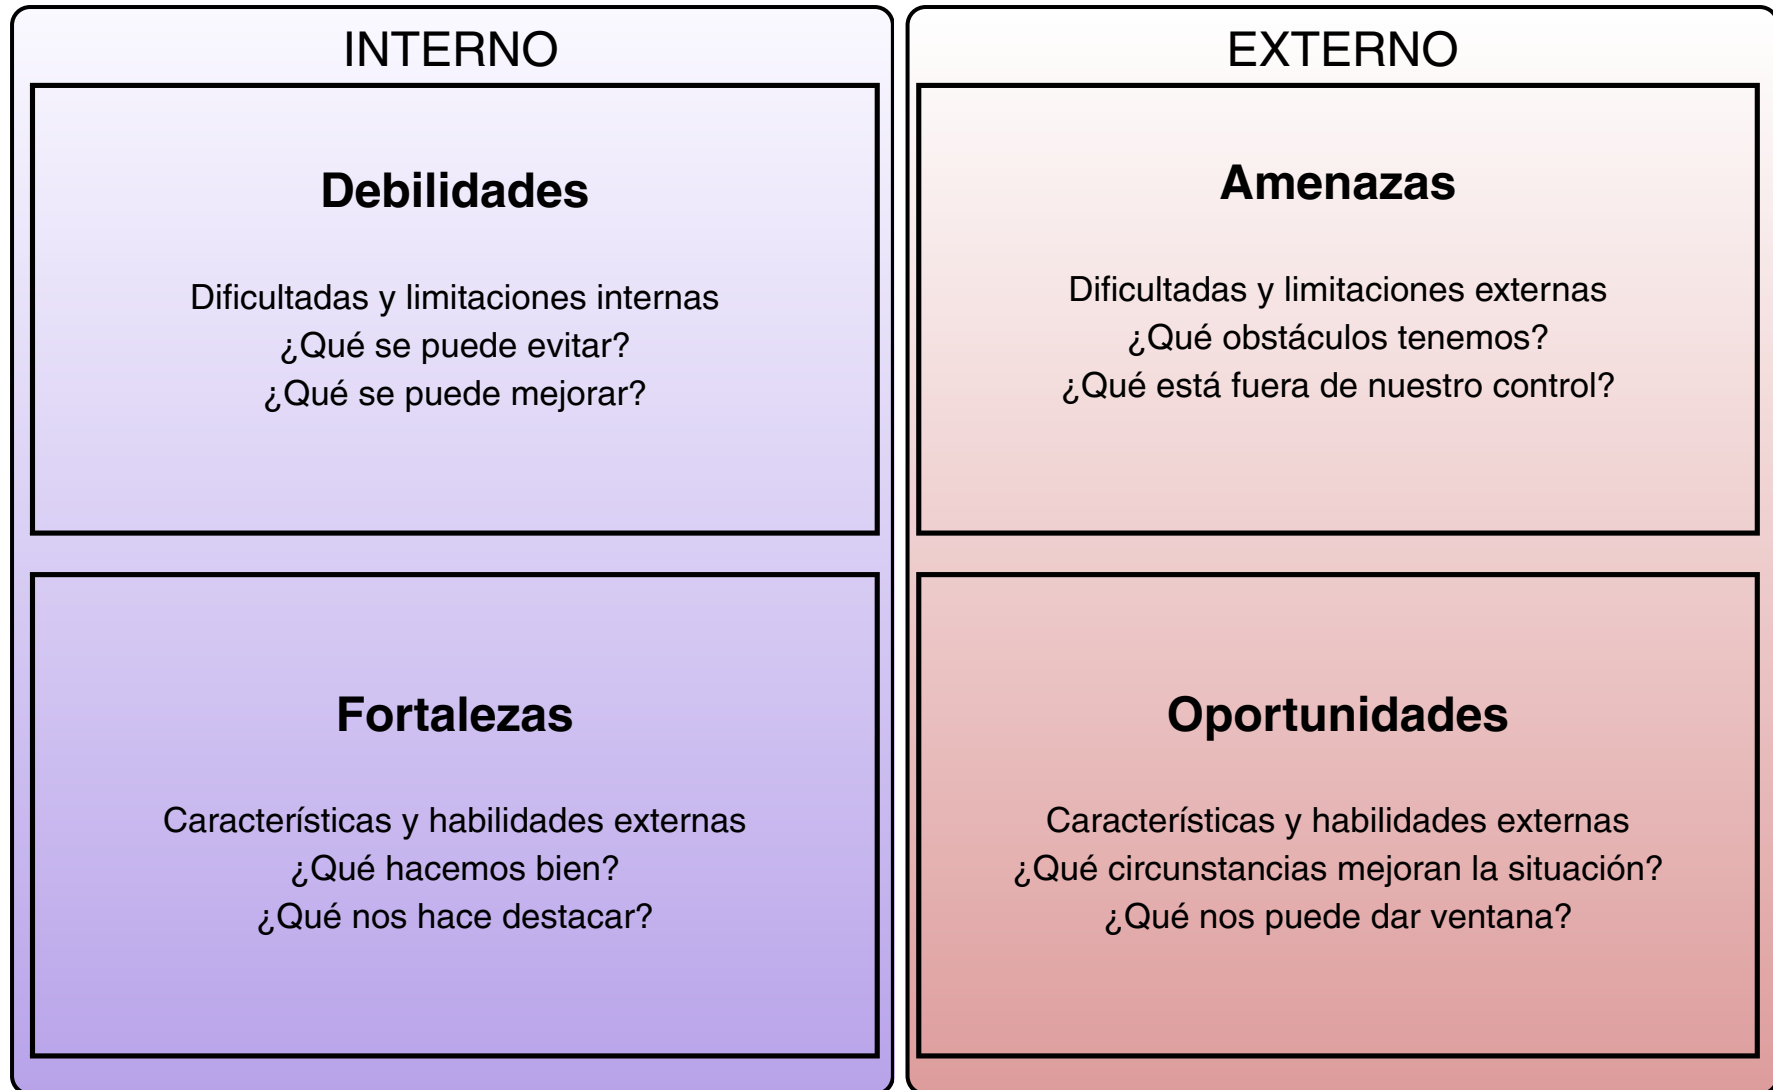 INTERNO
Debilidades
Dificultadas y limitaciones internas
¿Qué se puede evitar?
¿Qué se puede mejorar?
Fortalezas
Características y habilidades externas
¿Qué hacemos bien?
¿Qué nos hace destacar?
EXTERNO
Amenazas
Dificultadas y limitaciones externas
¿Qué obstáculos tenemos?
¿Qué está fuera de nuestro control?
Oportunidades
Características y habilidades externas
¿Qué circunstancias mejoran la situación?
¿Qué nos puede dar ventana?